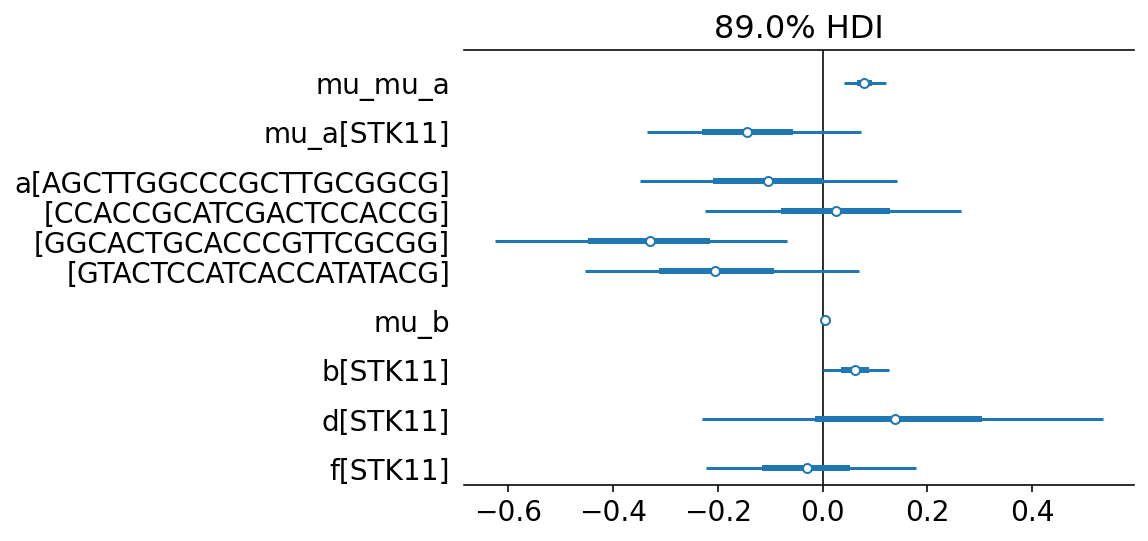 89.0% HDI
mu_mu_a
mu_a[STK11]
a[AGCTTGGCCCGCTTGCGGCG]
[CCACCGCATCGACTCCACCG]
[GGCACTGCACCCGTTCGCGG]
[GTACTCCATCACCATATACG]
mu_b
b[STK11]
d[STK11]
f[STK11]
−0.6 −0.4 −0.2 0.0 0.2 0.4